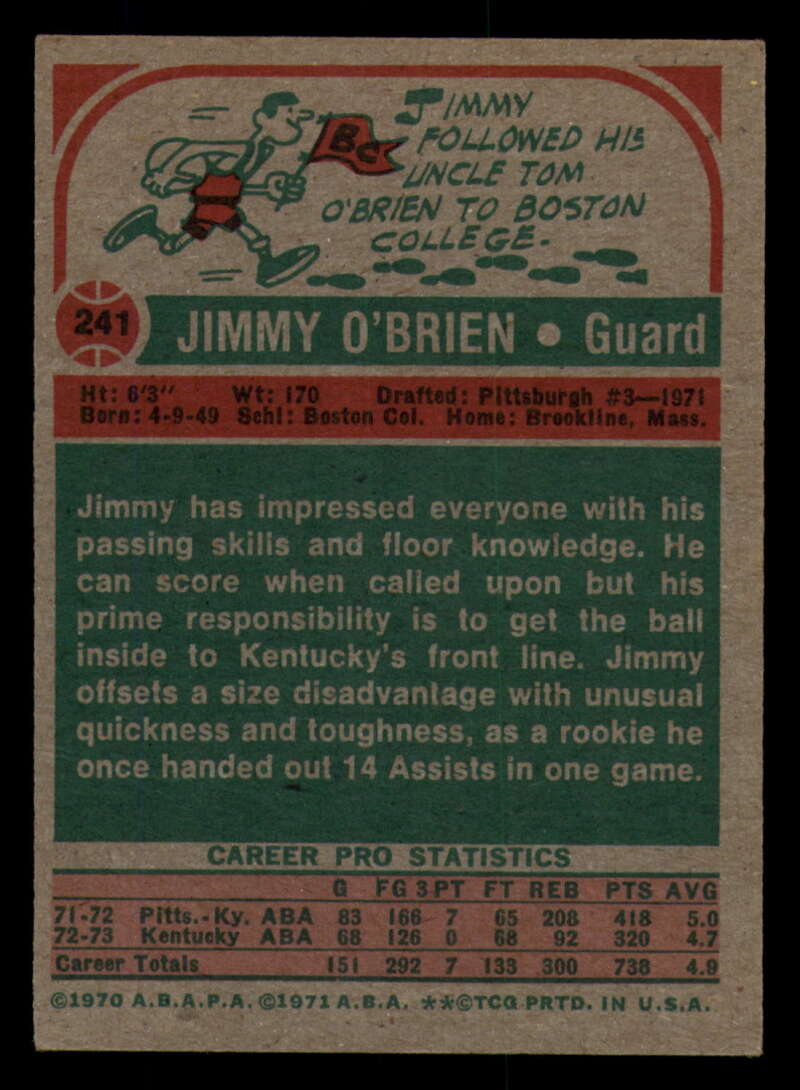 JIMMY
FOLLOWED HIS
UNCLE TOM
O'BRIEN TO BOSTON
COLLEGE.
BC
241
JIMMY O'BRIEN • Guard
Ht: 6'3" Wt: 170 Drafted: Pittsburgh #3—1971
Born: 4-9-49 Schl: Boston Col. Home: Brookline, Mass.
Jimmy has impressed everyone with his
passing skills and floor knowledge. He
can score when called upon but his
prime responsibility is to get the ball
inside to Kentucky's front line. Jimmy
offsets a size disadvantage with unusual
quickness and toughness, as a rookie he
once handed out 14 Assists in one game.
CAREER PRO STATISTICS
G FG 3PT FT REB PTS AVG
71-72 Pitts.-Ky. ABA 83 166 7 65 208 418 5.0
72-73 Kentucky ABA 68 126 0 68 92 320 4.7
Career Totals 151 292 7 133 300 738 4.9
©1970 A.B.A.P.A. ©1971 A.B.A. **©TCG PRTD. IN U.S.A.